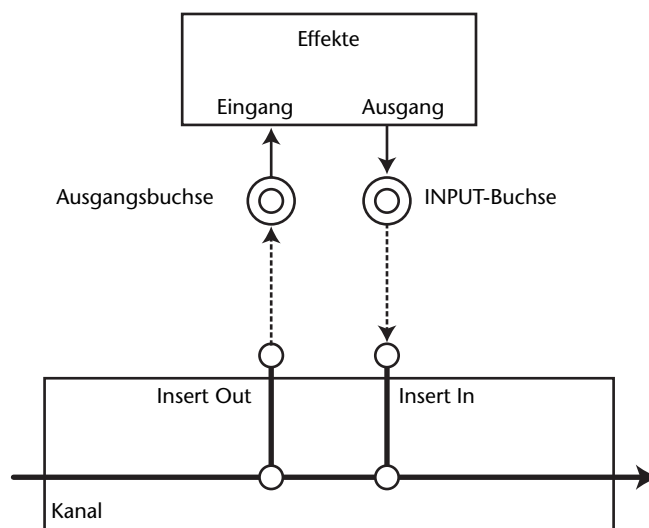 Effekte
Eingang
Ausgang
Ausgangsbuchse
INPUT-Buchse
Insert Out
Insert In
Kanal